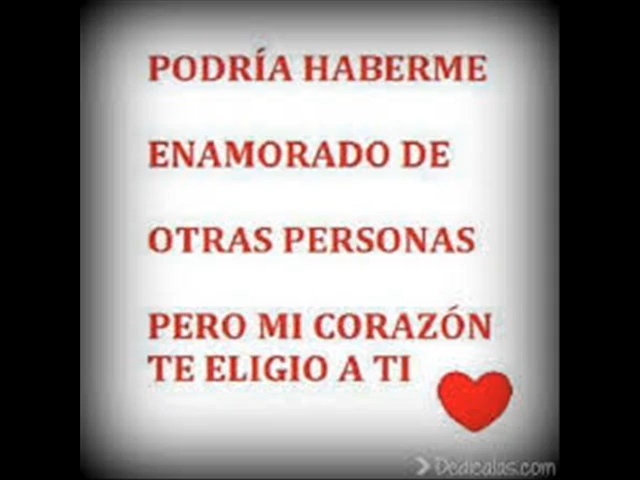 PODRÍA HABERME
ENAMORADO DE
OTRAS PERSONAS
PERO MI CORAZÓN
TE ELIGIO A TI
Dedicalas.com